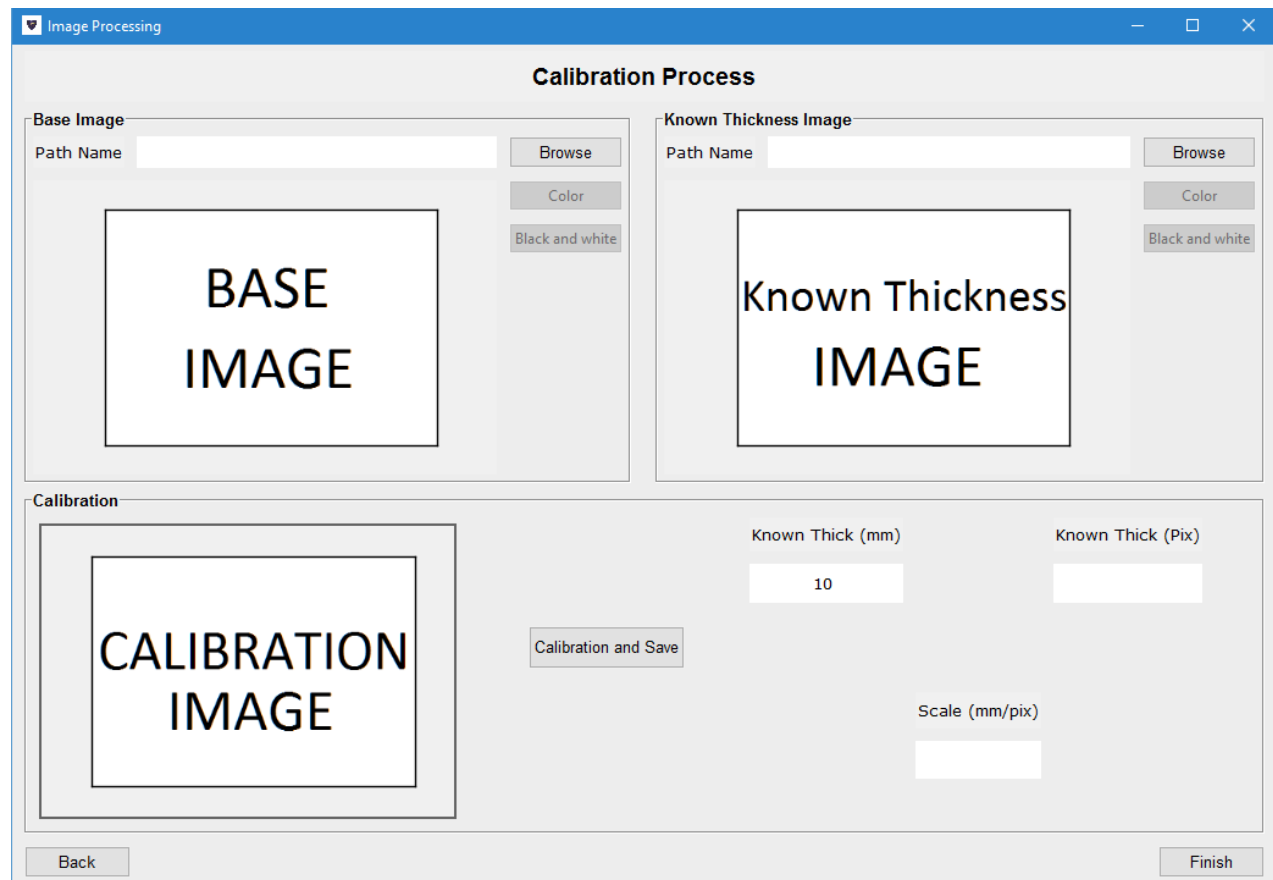 Image Processing
Calibration Process
Base Image
Path Name
Browse
Color
Black and white
BASE
IMAGE
Known Thickness Image
Path Name
Browse
Color
Black and white
Known Thickness
IMAGE
Calibration
CALIBRATION
IMAGE
Calibration and Save
Known Thick (mm)
10
Known Thick (Pix)
Scale (mm/pix)
Back
Finish